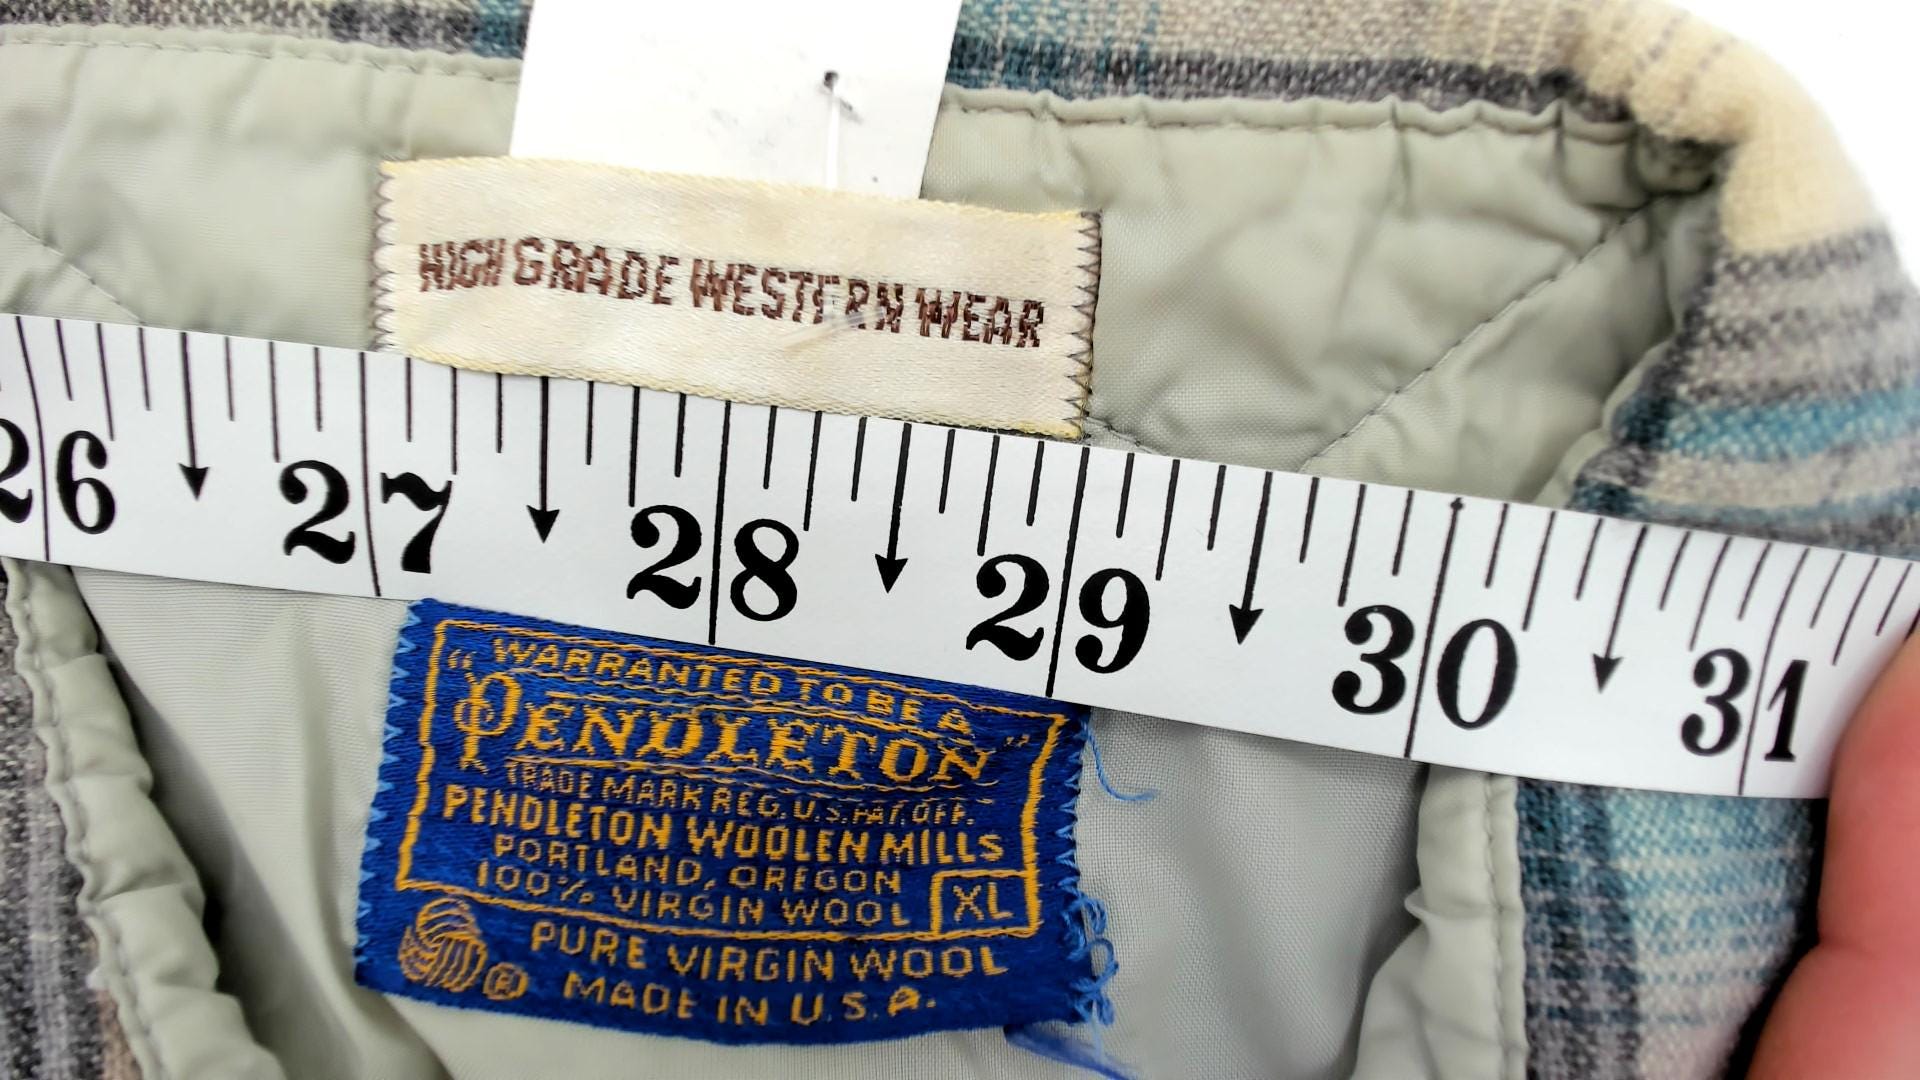 HIGH GRADE WESTERN WEAR
26 27 28 29 30 31
"WARRANTED TO BE A
PENDLETON"
TRADE MARK REG. U.S. PAT. OFF.
PENDLETON WOOLEN MILLS
PORTLAND, OREGON
100% VIRGIN WOOL XL
PURE VIRGIN WOOL
® MADE IN U.S.A.